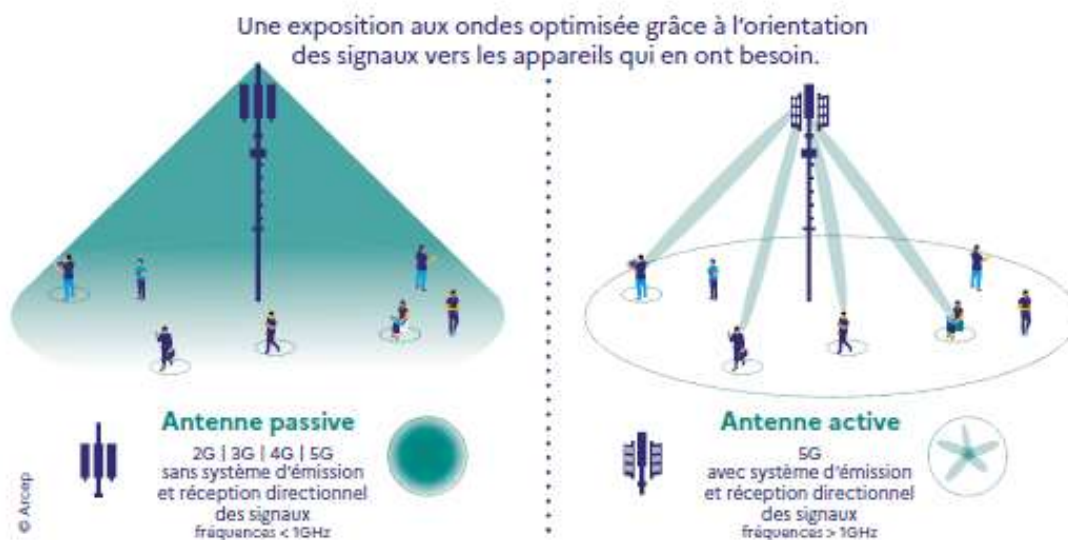 Une exposition aux ondes optimisée grâce à l'orientation
des signaux vers les appareils qui en ont besoin.
Antenne passive
2G | 3G | 4G | 5G
sans système d'émission
et réception directionnel
des signaux
fréquences < 1GHz
Antenne active
5G
avec système d'émission
et réception directionnel
des signaux
fréquences > 1GHz
© Arcep